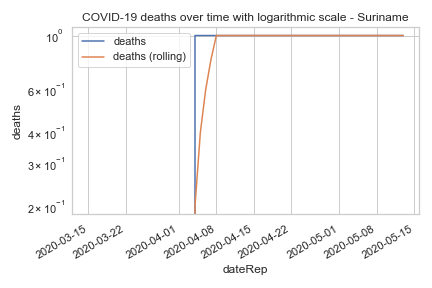 COVID-19 deaths over time with logarithmic scale - Suriname
10⁰
6 × 10⁻¹
4 × 10⁻¹
3 × 10⁻¹
2 × 10⁻¹
deaths
deaths
deaths (rolling)
2020-03-15
2020-03-22
2020-04-01
2020-04-08
2020-04-15
2020-04-22
2020-05-01
2020-05-08
2020-05-15
dateRep